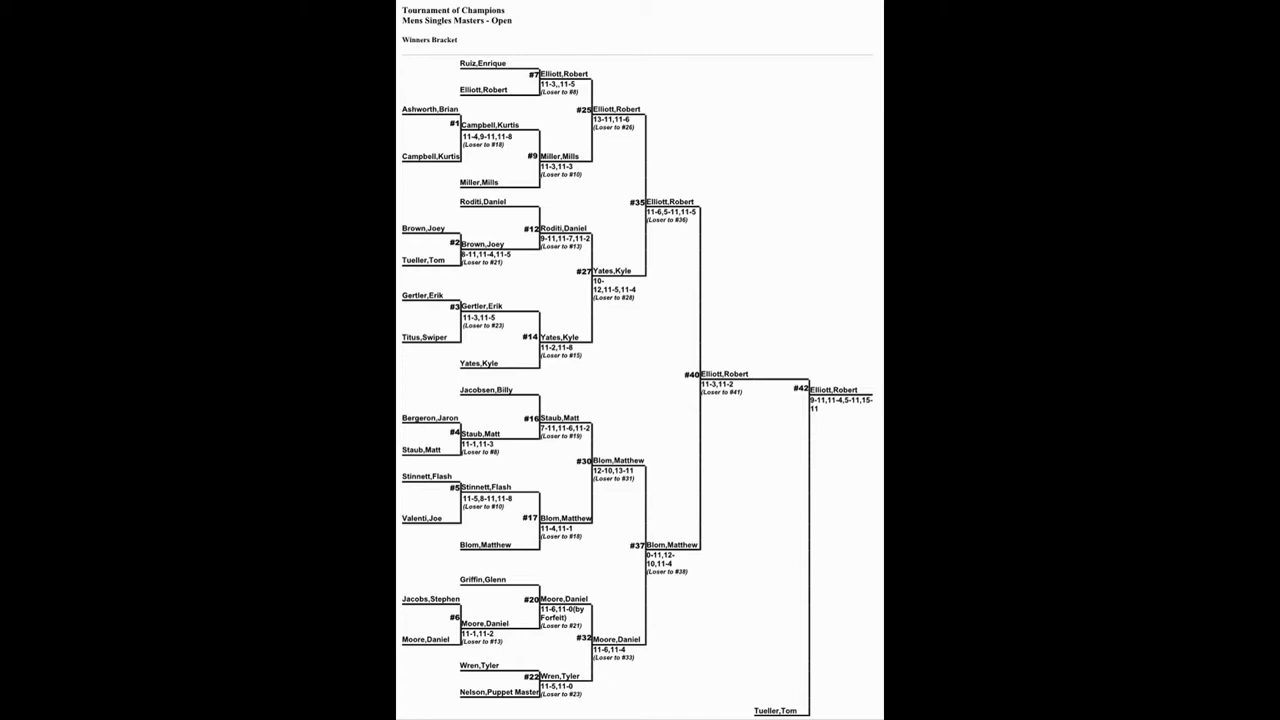 Tournament of Champions
Mens Singles Masters - Open
Winners Bracket
Ruiz,Enrique
#7 Elliott,Robert
11-3,,11-5
Elliott,Robert
(Loser to #8)
Ashworth,Brian
#25 Elliott,Robert
13-11,11-6
#1 Campbell,Kurtis
(Loser to #26)
11-4,9-11,11-8
(Loser to #18)
Campbell,Kurtis
#9 Miller,Mills
11-3,11-3
(Loser to #10)
Miller,Mills
Roditi,Daniel
#35 Elliott,Robert
11-6,5-11,11-5
(Loser to #36)
Brown,Joey
#12 Roditi,Daniel
9-11,11-7,11-2
#2 Brown,Joey
(Loser to #13)
8-11,11-4,11-5
Tueller,Tom
(Loser to #21)
#27 Yates,Kyle
10-
12,11-5,11-4
(Loser to #28)
Gertler,Erik
#3 Gertler,Erik
11-3,11-5
(Loser to #23)
Titus,Swiper
#14 Yates,Kyle
11-2,11-8
(Loser to #15)
Yates,Kyle
#40 Elliott,Robert
11-3,11-2
(Loser to #41)
#42 Elliott,Robert
9-11,11-4,5-11,15-
11
Jacobsen,Billy
Bergeron,Jaron
#16 Staub,Matt
7-11,11-6,11-2
#4 Staub,Matt
(Loser to #19)
11-1,11-3
Staub,Matt
(Loser to #8)
#30 Blom,Matthew
12-10,13-11
(Loser to #31)
Stinnett,Flash
#5 Stinnett,Flash
11-5,8-11,11-8
(Loser to #10)
Valenti,Joe
#17 Blom,Matthew
11-4,11-1
(Loser to #18)
Blom,Matthew
#37 Blom,Matthew
0-11,12-
10,11-4
(Loser to #38)
Griffin,Glenn
Jacobs,Stephen
#20 Moore,Daniel
11-6,11-0(by
Forfeit)
(Loser to #21)
#6 Moore,Daniel
11-1,11-2
Moore,Daniel
(Loser to #13)
#32 Moore,Daniel
11-6,11-4
(Loser to #33)
Wren,Tyler
#22 Wren,Tyler
11-5,11-0
Nelson,Puppet Master
(Loser to #23)
Tueller,Tom